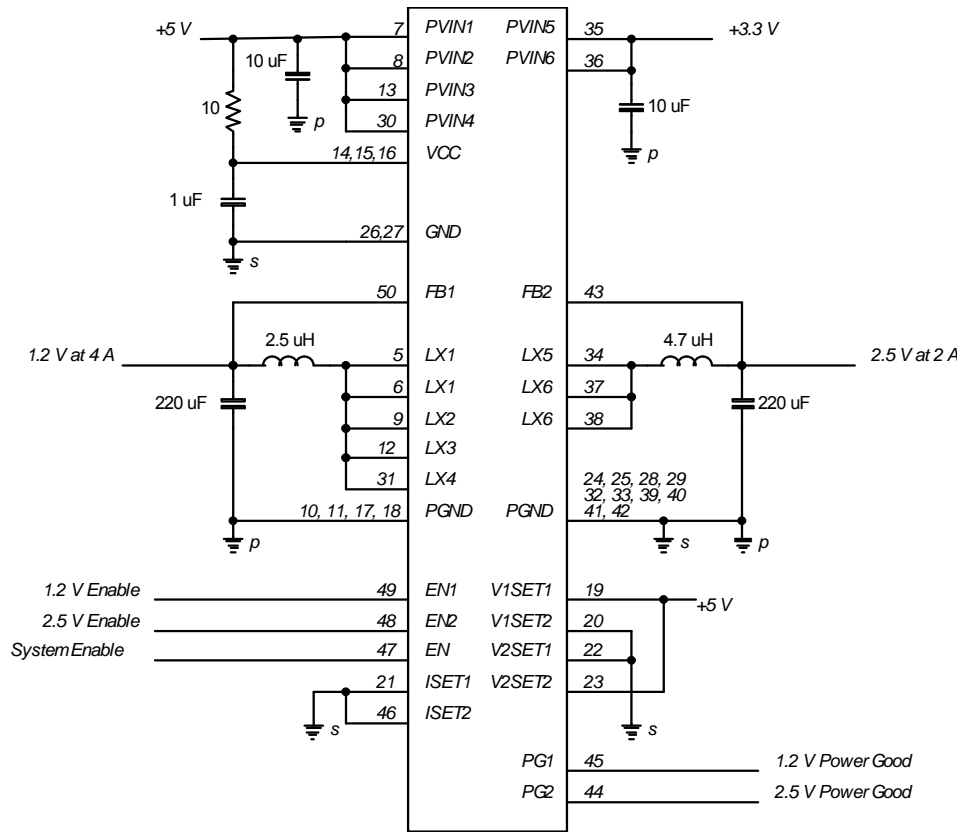 +5 V
7
PVIN1
PVIN5
35
+3.3 V
10 uF
8
PVIN2
PVIN6
36
10
p
13
PVIN3
10 uF
30
PVIN4
p
14,15,16
VCC
1 uF
26,27
GND
s
50
FB1
FB2
43
2.5 uH
4.7 uH
1.2 V at 4 A
5
LX1
LX5
34
2.5 V at 2 A
6
LX1
LX6
37
220 uF
9
LX2
LX6
38
220 uF
12
LX3
31
LX4
24, 25, 28, 29
32, 33, 39, 40
10, 11, 17, 18
PGND
PGND
41, 42
p
s
p
1.2 V Enable
49
EN1
V1SET1
19
+5 V
2.5 V Enable
48
EN2
V1SET2
20
System Enable
47
EN
V2SET1
22
21
ISET1
V2SET2
23
s
46
ISET2
s
PG1
45
1.2 V Power Good
PG2
44
2.5 V Power Good